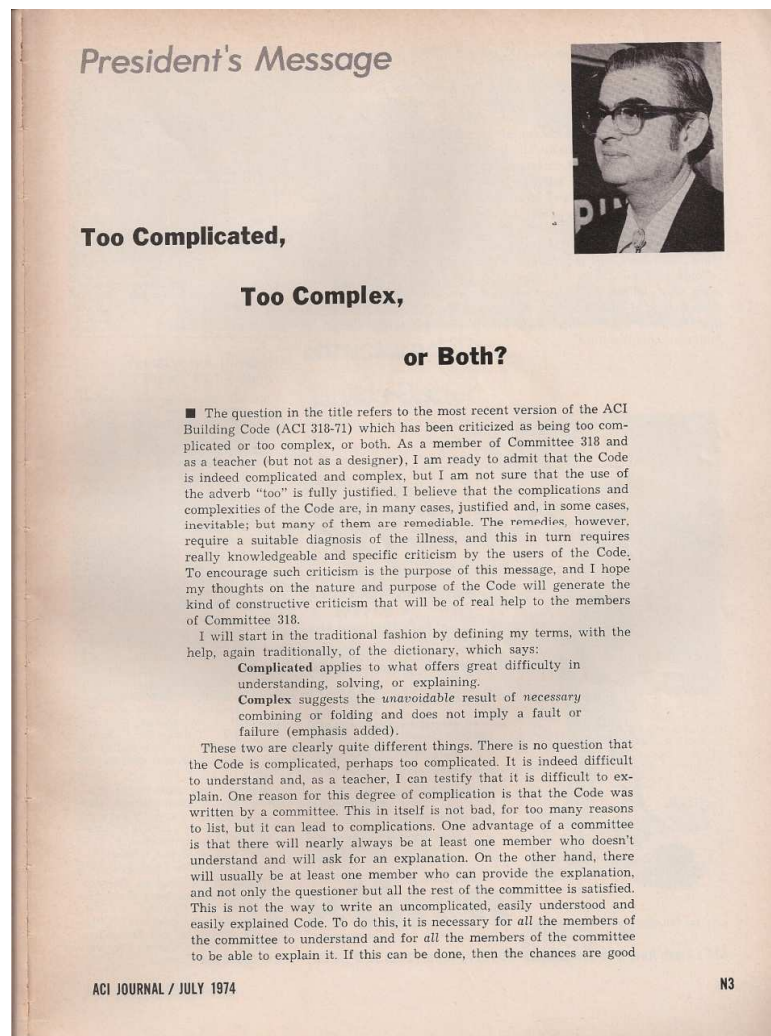 President's Message
Too Complicated,
Too Complex,
or Both?
■ The question in the title refers to the most recent version of the ACI
Building Code (ACI 318-71) which has been criticized as being too com-
plicated or too complex, or both. As a member of Committee 318 and
as a teacher (but not as a designer), I am ready to admit that the Code
is indeed complicated and complex, but I am not sure that the use of
the adverb “too” is fully justified. I believe that the complications and
complexities of the Code are, in many cases, justified and, in some cases,
inevitable; but many of them are remediable. The remedies, however,
require a suitable diagnosis of the illness, and this in turn requires
really knowledgeable and specific criticism by the users of the Code.
To encourage such criticism is the purpose of this message, and I hope
my thoughts on the nature and purpose of the Code will generate the
kind of constructive criticism that will be of real help to the members
of Committee 318.
I will start in the traditional fashion by defining my terms, with the
help, again traditionally, of the dictionary, which says:
Complicated applies to what offers great difficulty in
understanding, solving, or explaining.
Complex suggests the unavoidable result of necessary
combining or folding and does not imply a fault or
failure (emphasis added).
These two are clearly quite different things. There is no question that
the Code is complicated, perhaps too complicated. It is indeed difficult
to understand and, as a teacher, I can testify that it is difficult to ex-
plain. One reason for this degree of complication is that the Code was
written by a committee. This in itself is not bad, for too many reasons
to list, but it can lead to complications. One advantage of a committee
is that there will nearly always be at least one member who doesn't
understand and will ask for an explanation. On the other hand, there
will usually be at least one member who can provide the explanation,
and not only the questioner but all the rest of the committee is satisfied.
This is not the way to write an uncomplicated, easily understood and
easily explained Code. To do this, it is necessary for all the members of
the committee to understand and for all the members of the committee
to be able to explain it. If this can be done, then the chances are good
ACI JOURNAL / JULY 1974
N3